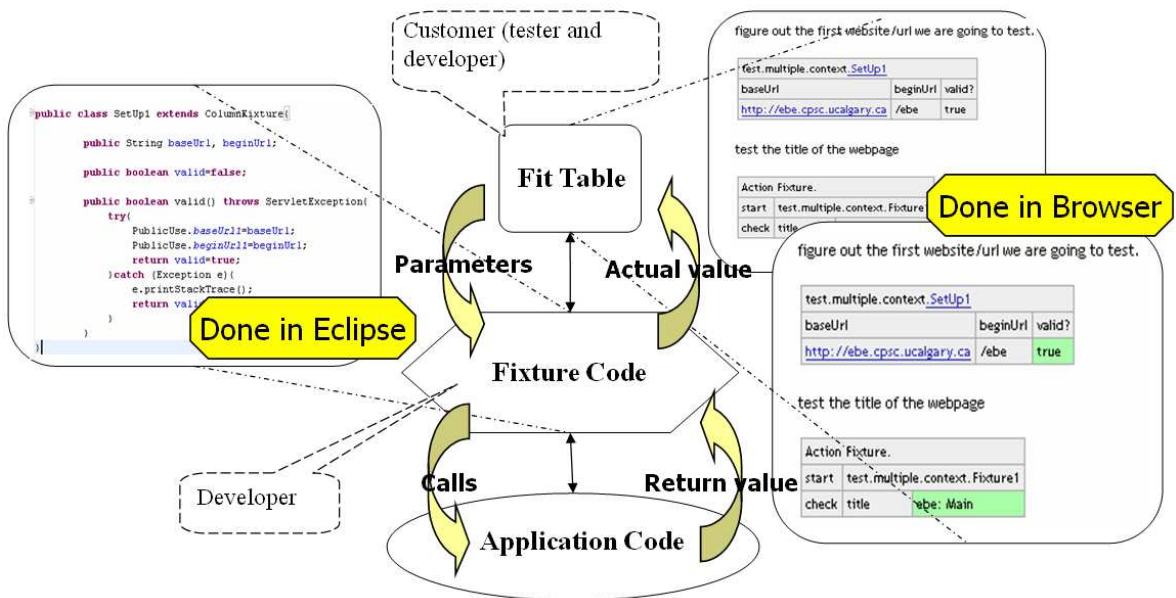 Customer (tester and
developer)
public class SetUp1 extends ColumnFixture{
public String baseUrl, beginUrl;
public boolean valid=false;
public boolean valid() throws ServletException{
try{
PublicUse.baseUrl1=baseUrl;
PublicUse.beginUrl1=beginUrl;
return valid=true;
}catch (Exception e){
e.printStackTrace();
return
}
}
}
Done in Eclipse
Fit Table
Parameters
Actual value
Fixture Code
Developer
Calls
Return value
Application Code
figure out the first website/url we are going to test.
test.multiple.context.SetUp1
baseUrl beginUrl valid?
http://ebe.cpsc.ucalgary.ca /ebe true
test the title of the webpage
Action Fixture.
start test.multiple.context.Fixture
check title
Done in Browser
figure out the first website/url we are going to test.
test.multiple.context.SetUp1
baseUrl beginUrl valid?
http://ebe.cpsc.ucalgary.ca /ebe true
test the title of the webpage
Action Fixture.
start test.multiple.context.Fixture1
check title ebe: Main